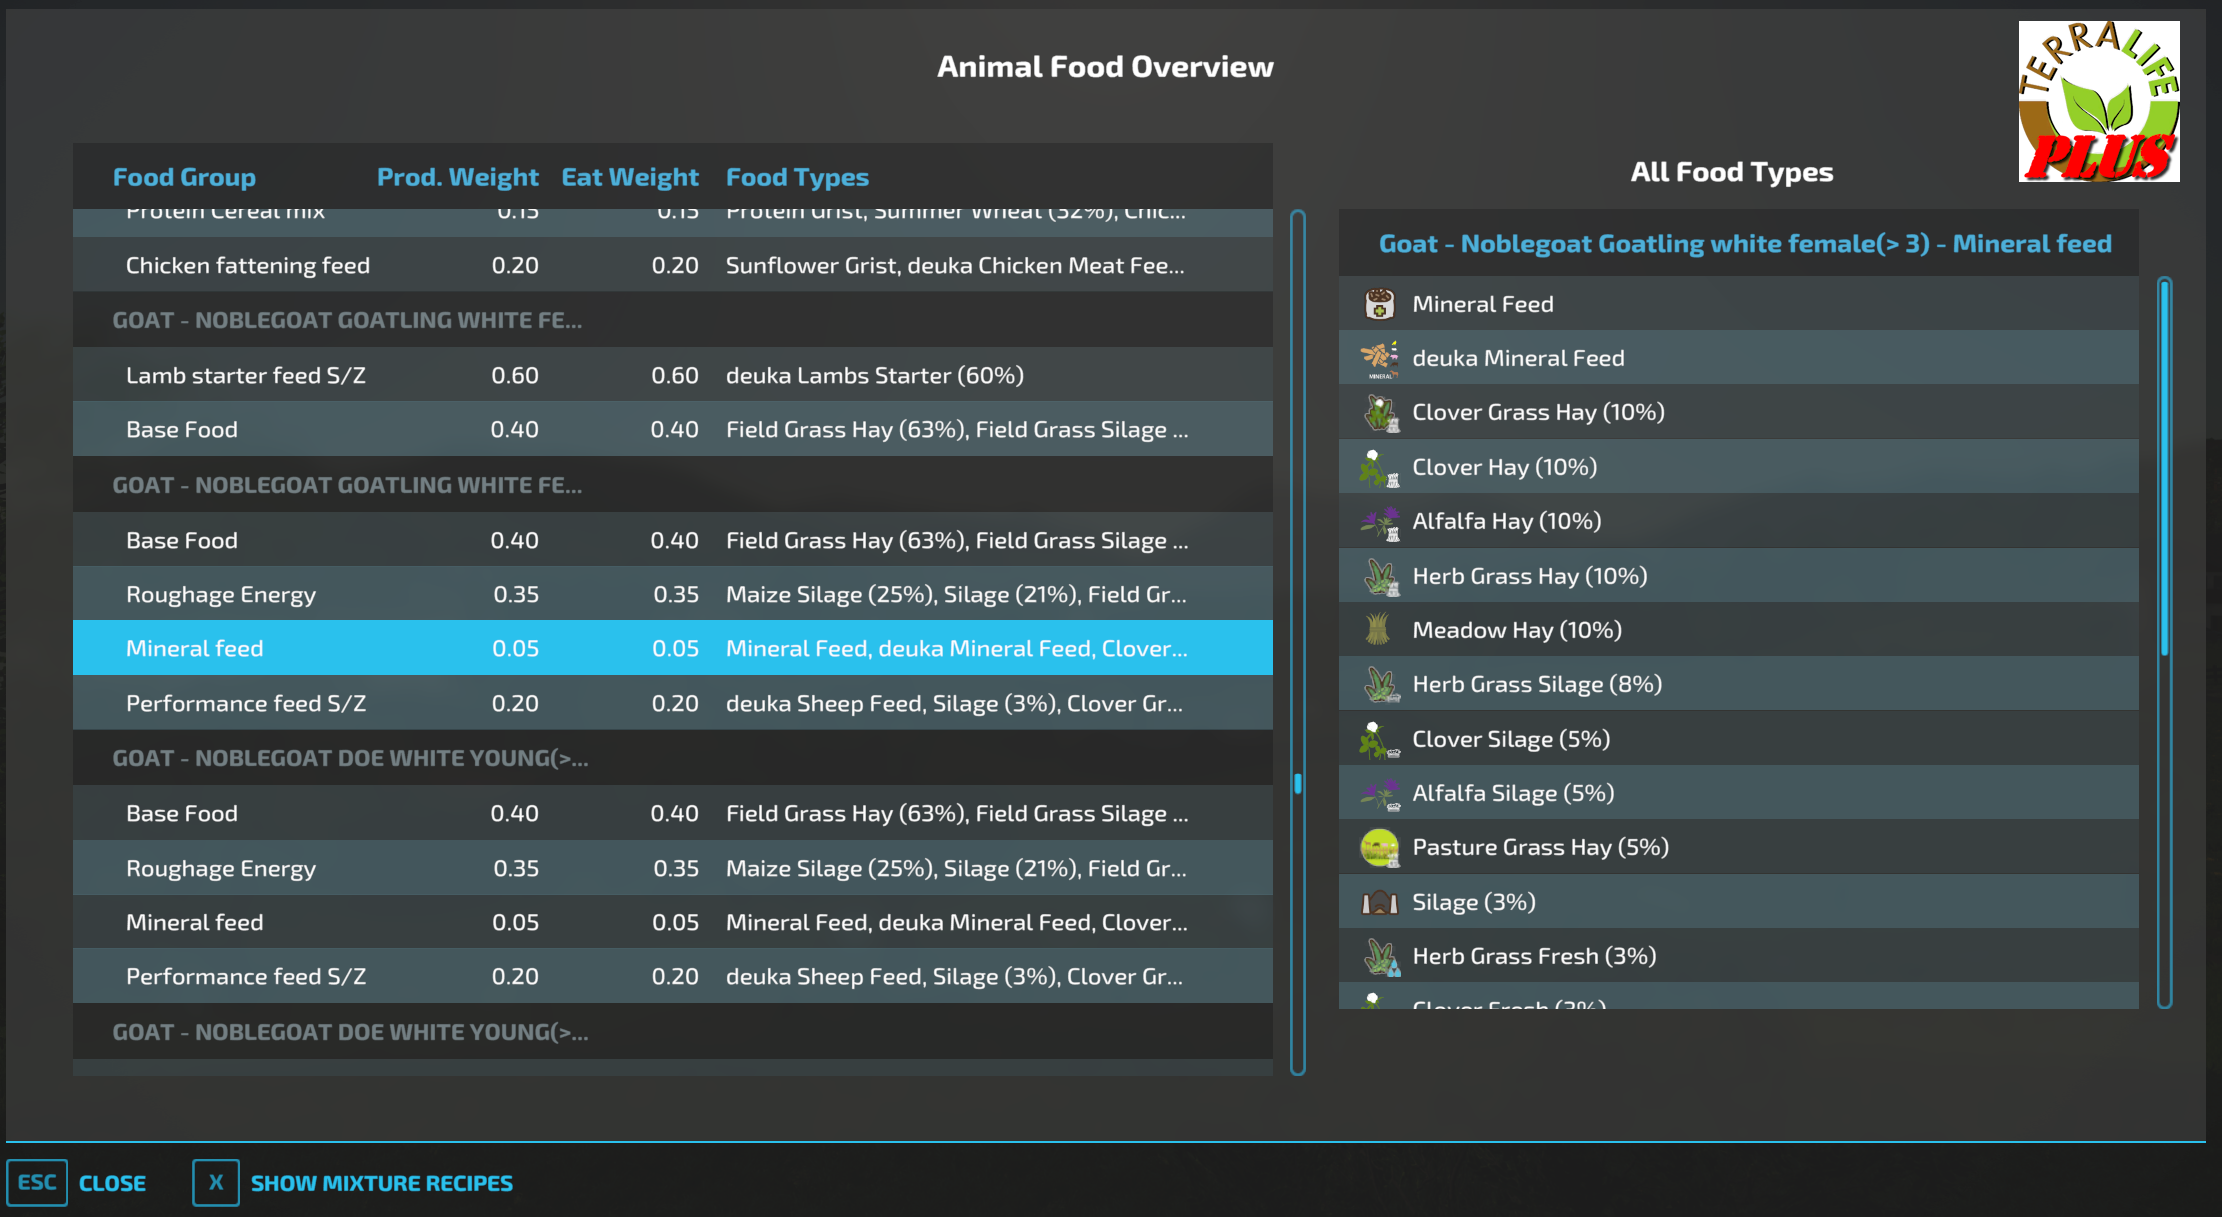 Animal Food Overview
TERRALIFE
PLUS
Food Group Prod. Weight Eat Weight Food Types
Protein Cereal mix 0.15 0.15 Protein Grist, Summer Wheat (32%), Chic...
Chicken fattening feed 0.20 0.20 Sunflower Grist, deuka Chicken Meat Fee...
GOAT - NOBLEGOAT GOATLING WHITE FE...
Lamb starter feed S/Z 0.60 0.60 deuka Lambs Starter (60%)
Base Food 0.40 0.40 Field Grass Hay (63%), Field Grass Silage ...
GOAT - NOBLEGOAT GOATLING WHITE FE...
Base Food 0.40 0.40 Field Grass Hay (63%), Field Grass Silage ...
Roughage Energy 0.35 0.35 Maize Silage (25%), Silage (21%), Field Gr...
Mineral feed 0.05 0.05 Mineral Feed, deuka Mineral Feed, Clover...
Performance feed S/Z 0.20 0.20 deuka Sheep Feed, Silage (3%), Clover Gr...
GOAT - NOBLEGOAT DOE WHITE YOUNG(>...
Base Food 0.40 0.40 Field Grass Hay (63%), Field Grass Silage ...
Roughage Energy 0.35 0.35 Maize Silage (25%), Silage (21%), Field Gr...
Mineral feed 0.05 0.05 Mineral Feed, deuka Mineral Feed, Clover...
Performance feed S/Z 0.20 0.20 deuka Sheep Feed, Silage (3%), Clover Gr...
GOAT - NOBLEGOAT DOE WHITE YOUNG(>...
All Food Types
Goat - Noblegoat Goatling white female(> 3) - Mineral feed
Mineral Feed
MINERAL
deuka Mineral Feed
Clover Grass Hay (10%)
Clover Hay (10%)
Alfalfa Hay (10%)
Herb Grass Hay (10%)
Meadow Hay (10%)
Herb Grass Silage (8%)
Clover Silage (5%)
Alfalfa Silage (5%)
Pasture Grass Hay (5%)
Silage (3%)
Herb Grass Fresh (3%)
Clover Fresh
ESC CLOSE X SHOW MIXTURE RECIPES